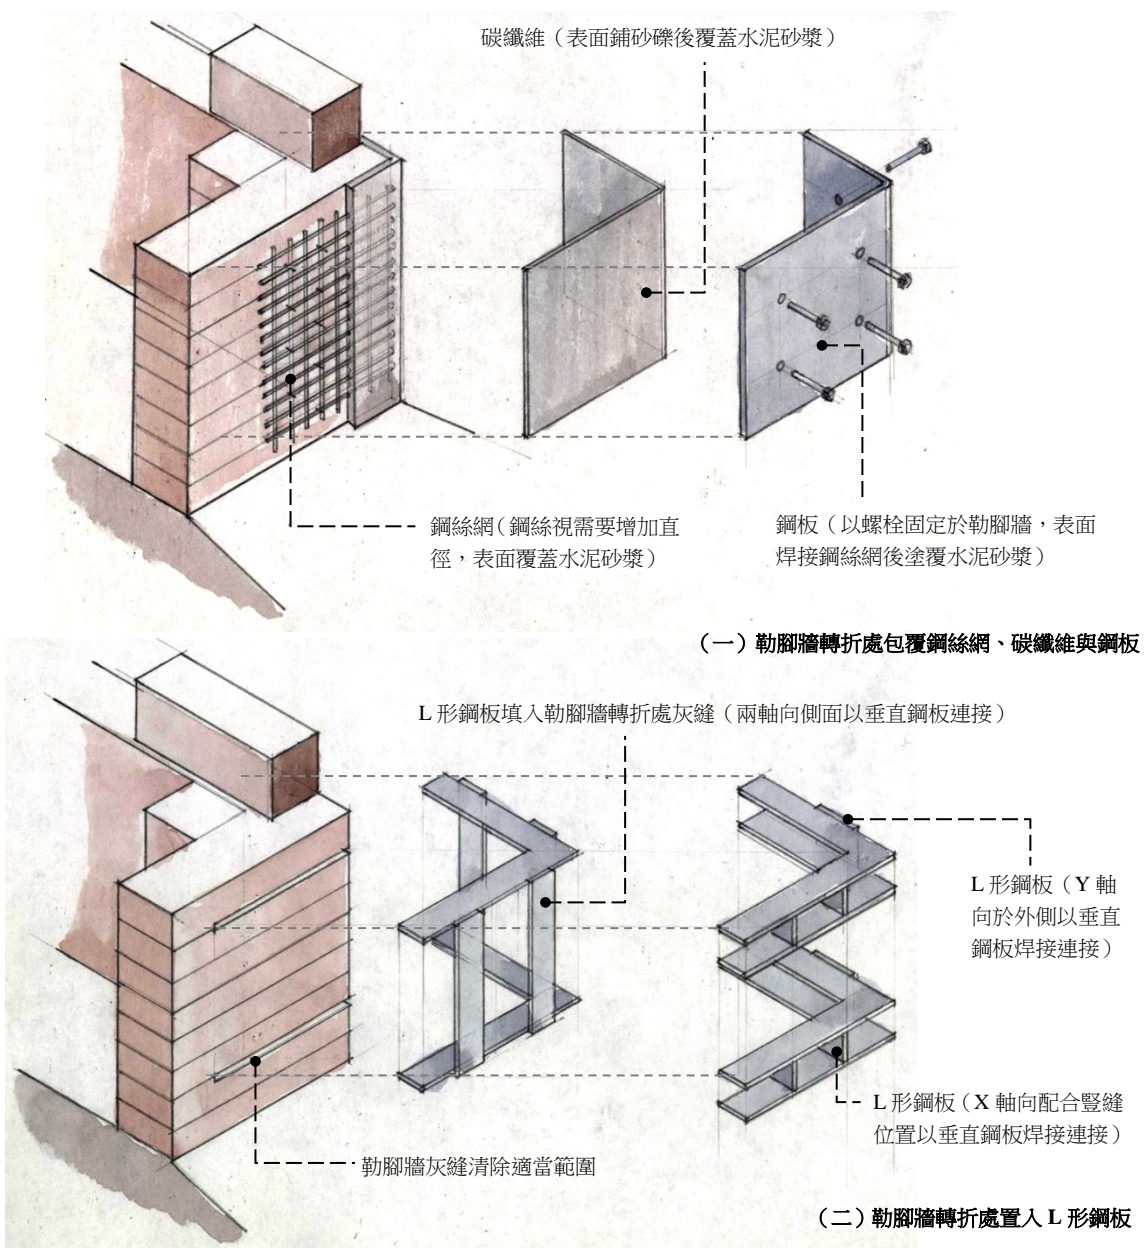 碳纖維（表面鋪砂礫後覆蓋水泥砂漿）
鋼絲網（鋼絲視需要增加直
徑，表面覆蓋水泥砂漿）
鋼板（以螺栓固定於勒腳牆，表面
焊接鋼絲網後塗覆水泥砂漿）
（一）勒腳牆轉折處包覆鋼絲網、碳纖維與鋼板
L 形鋼板填入勒腳牆轉折處灰縫（兩軸向側面以垂直鋼板連接）
L 形鋼板（Y 軸
向於外側以垂直
鋼板焊接連接）
L 形鋼板（X 軸向配合豎縫
位置以垂直鋼板焊接連接）
勒腳牆灰縫清除適當範圍
（二）勒腳牆轉折處置入 L 形鋼板